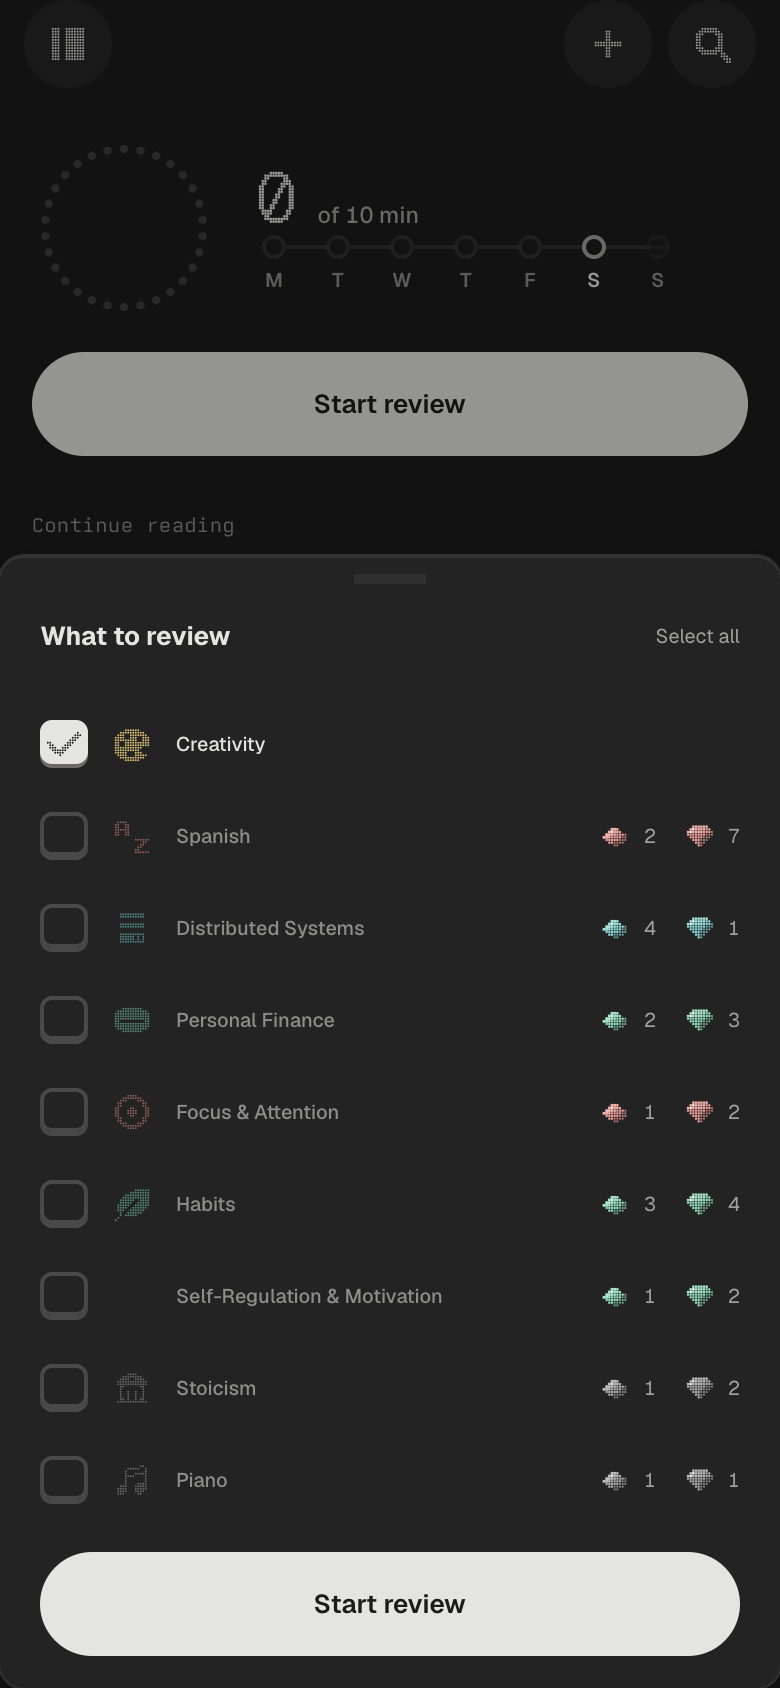 0 of 10 min
M T W T F S S
Start review
Continue reading
What to review
Select all
Creativity
Spanish 2 7
Distributed Systems 4 1
Personal Finance 2 3
Focus & Attention 1 2
Habits 3 4
Self-Regulation & Motivation 1 2
Stoicism 1 2
Piano 1 1
Start review